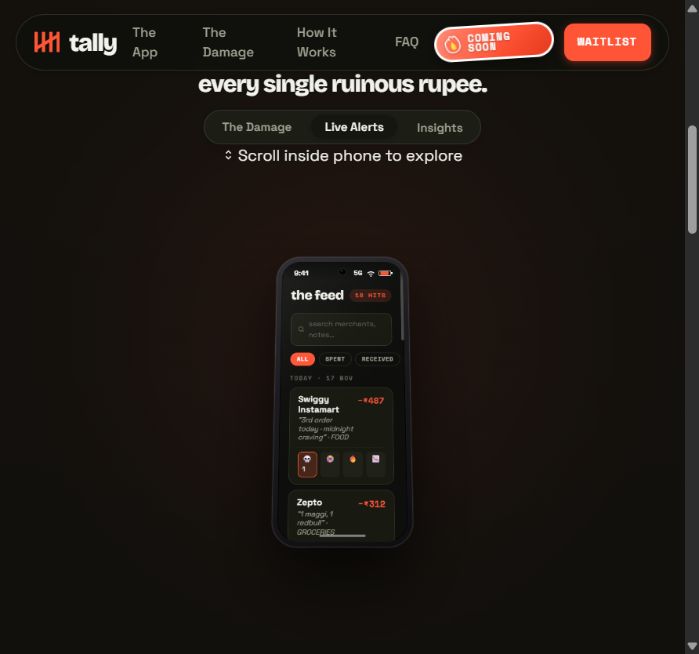 tally
The App
The Damage
How It Works
FAQ
COMING SOON
WAITLIST
every single ruinous rupee.
The Damage
Live Alerts
Insights
Scroll inside phone to explore
9:41
5G
the feed
18 HITS
search merchants,
notes…
ALL
SPENT
RECEIVED
TODAY · 17 NOV
Swiggy
Instamart
-₹487
"3rd order
today · midnight
craving" · FOOD
1
Zepto
-₹312
"1 maggi, 1
redbull" ·
GROCERIES